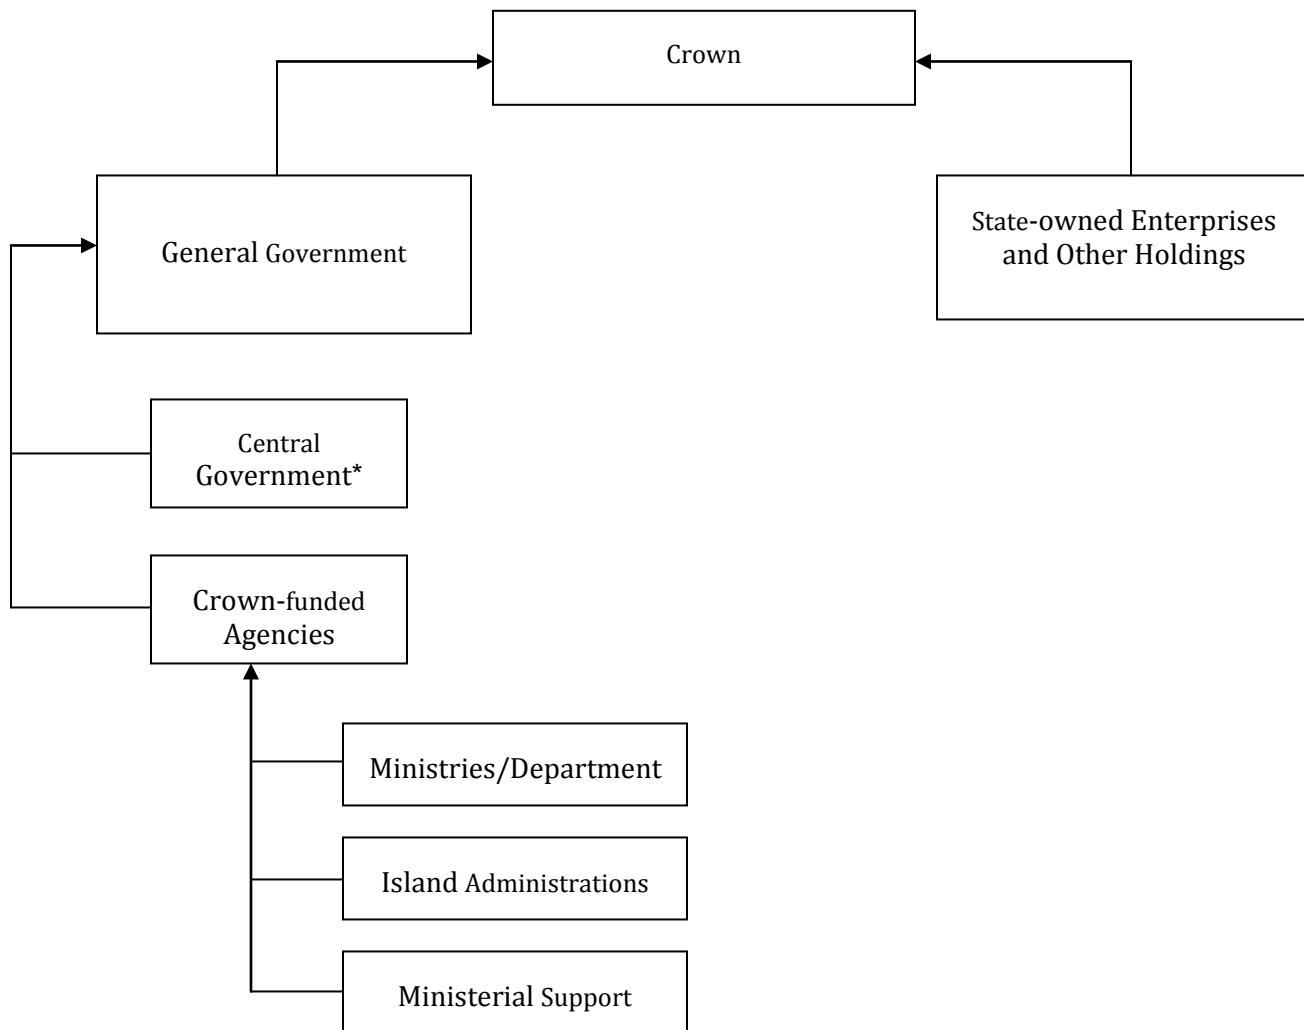 Crown
General Government
State-owned Enterprises
and Other Holdings
Central
Government*
Crown-funded
Agencies
Ministries/Department
Island Administrations
Ministerial Support